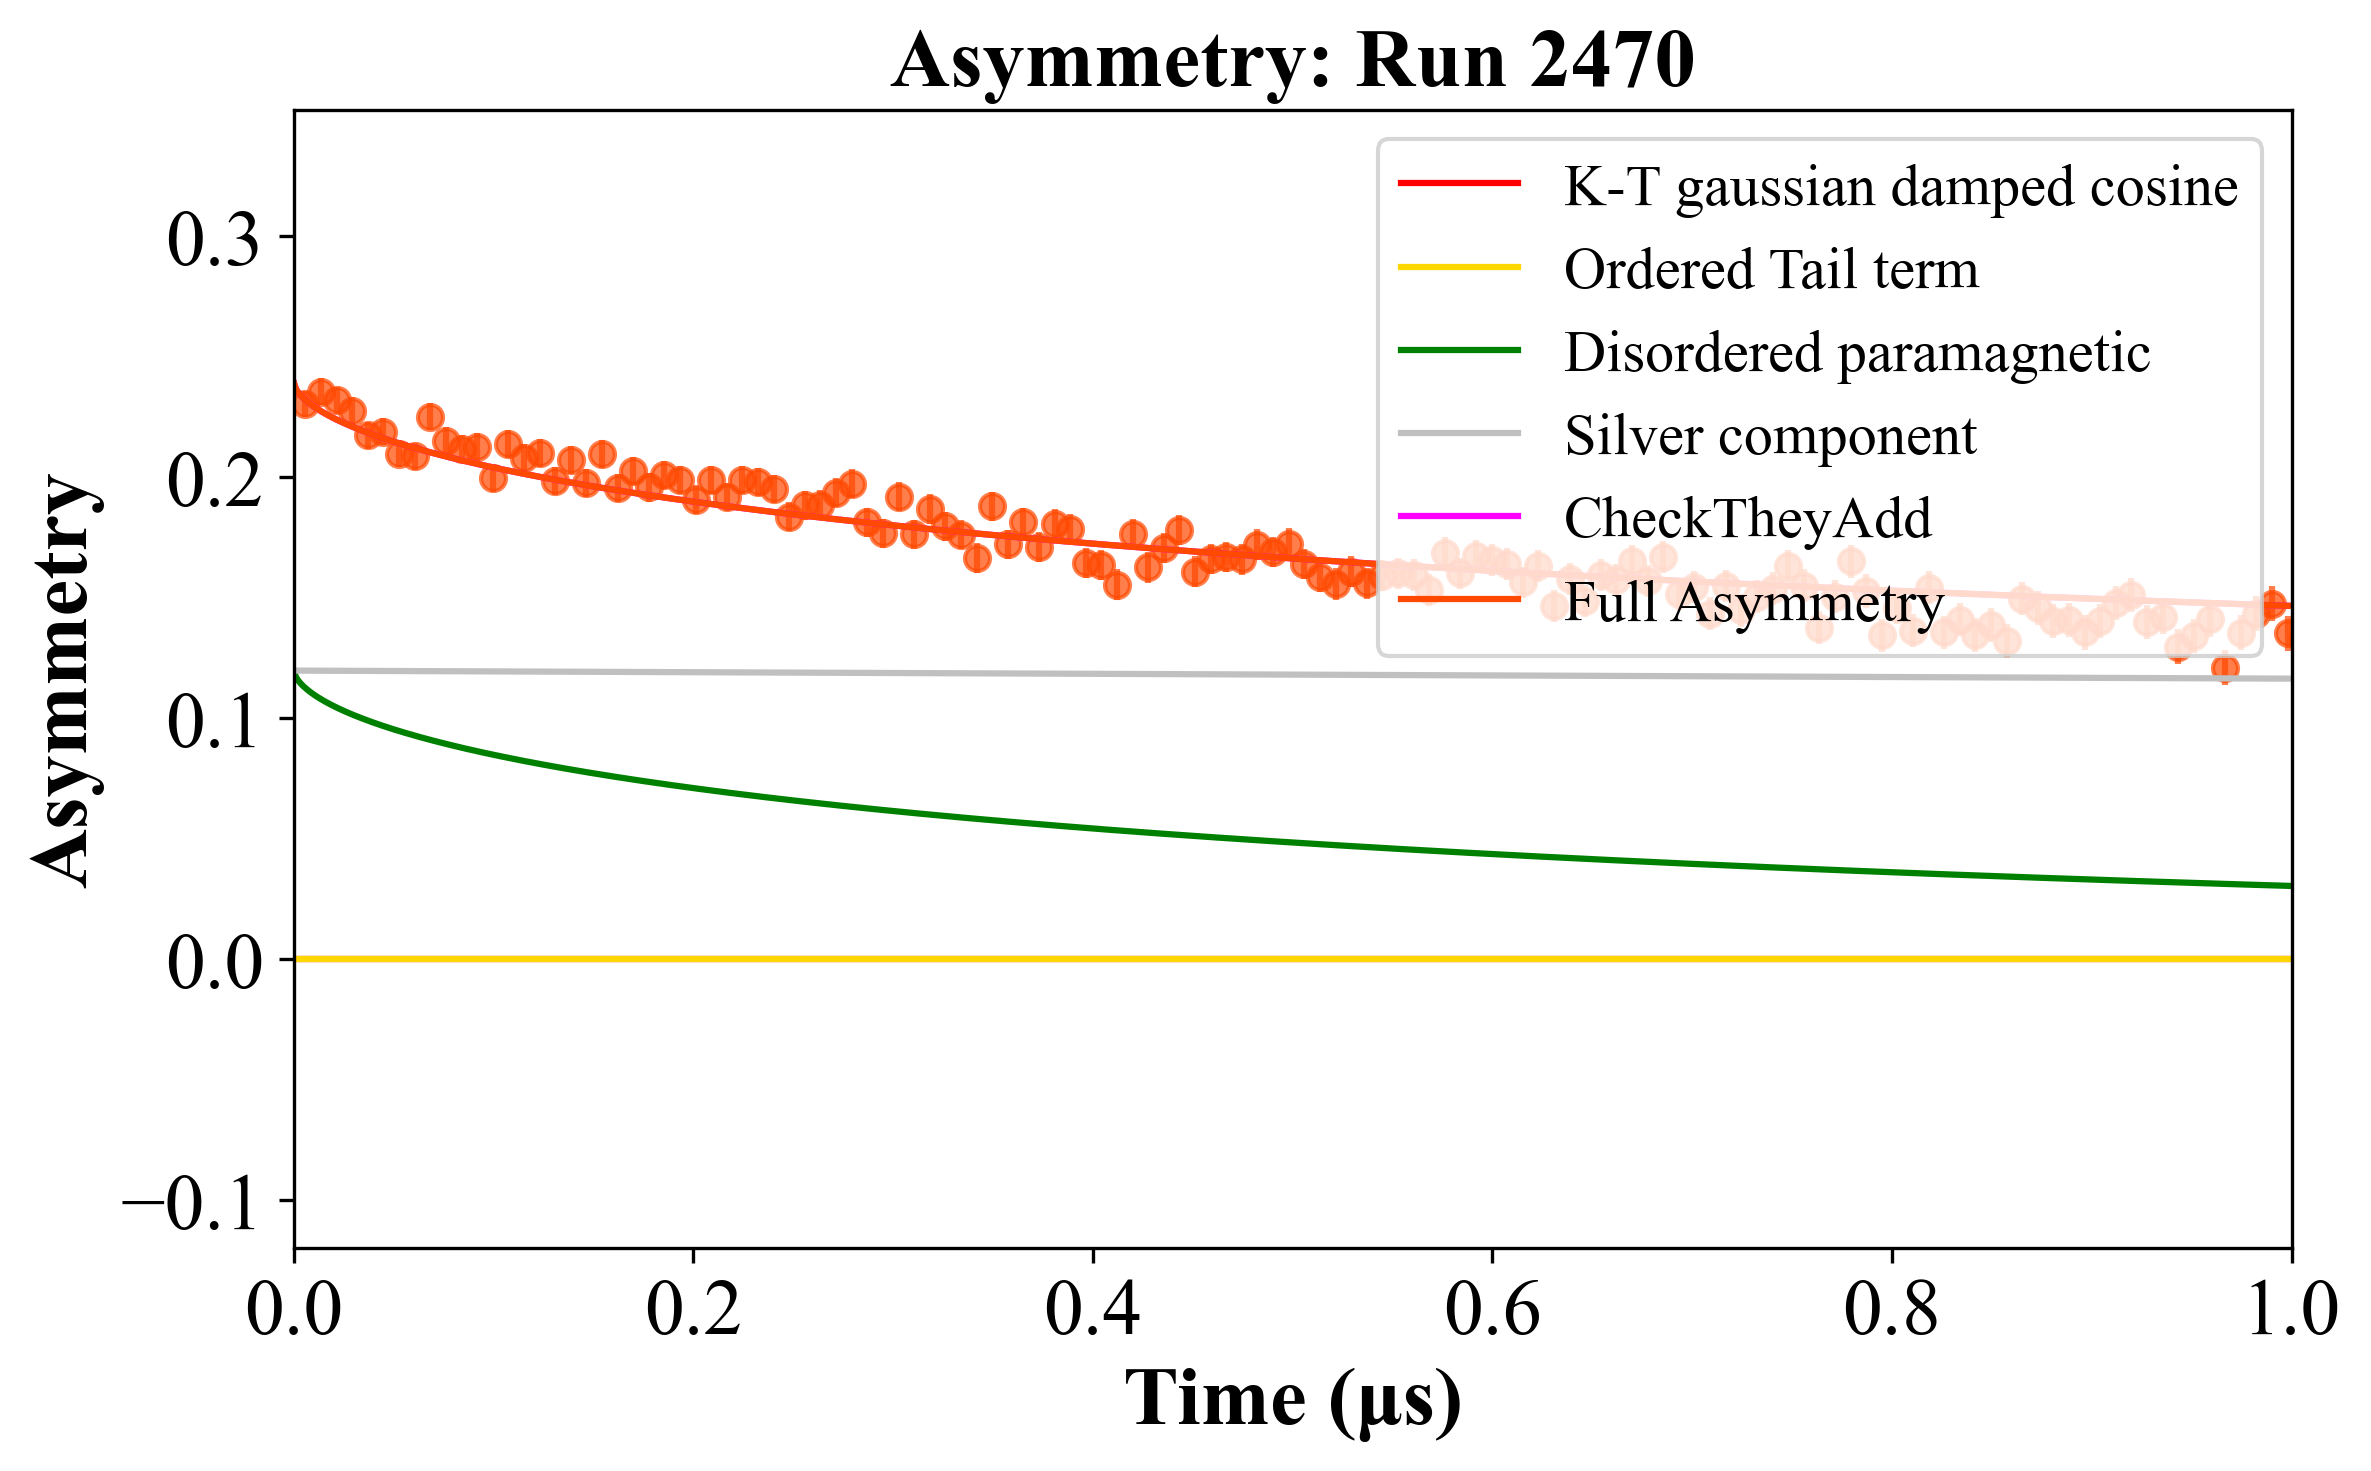 Asymmetry: Run 2470
K-T gaussian damped cosine
Ordered Tail term
Disordered paramagnetic
Silver component
CheckTheyAdd
Full Asymmetry
Asymmetry
0.3
0.2
0.1
0.0
−0.1
0.0 0.2 0.4 0.6 0.8 1.0
Time (μs)